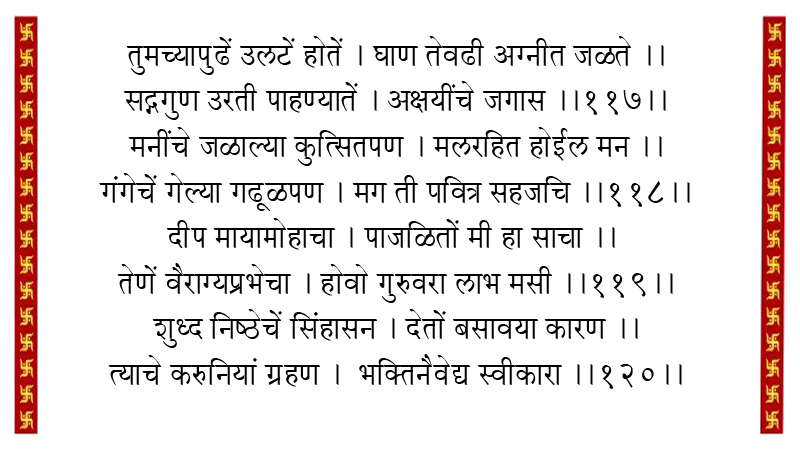 तुमच्यापुढें उलटें होतें । घाण तेवढी अग्नीत जळते ।।
सद्गगुण उरती पाहण्यातें । अक्षयींचे जगास ।।११७।।
मनींचे जळाल्या कुत्सितपण । मलरहित होईल मन ।।
गंगेचें गेल्या गढूळपण । मग ती पवित्र सहजचि ।।११८।।
दीप मायामोहाचा । पाजळितों मी हा साचा ।।
तेणें वैराग्यप्रभेचा । होवो गुरुवरा लाभ मसी ।।११९।।
शुध्द निष्ठेचें सिंहासन । देतों बसावया कारण ।।
त्याचे करुनियां ग्रहण । भक्तिनैवेद्य स्वीकारा ।।१२०।।